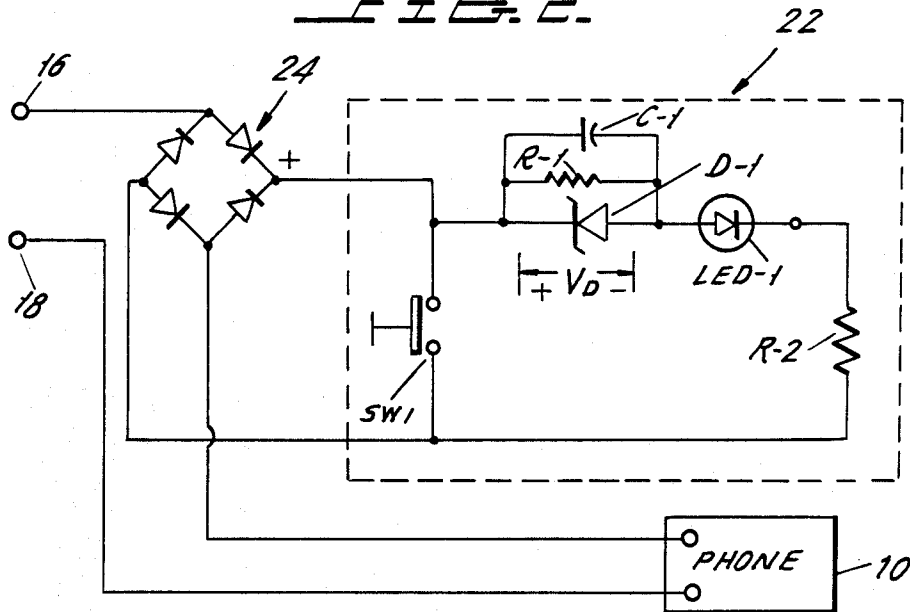 FIG. 2.
22
16
24
C-1
R-1
D-1
+
+ VD -
LED-1
18
R-2
SW1
PHONE
10